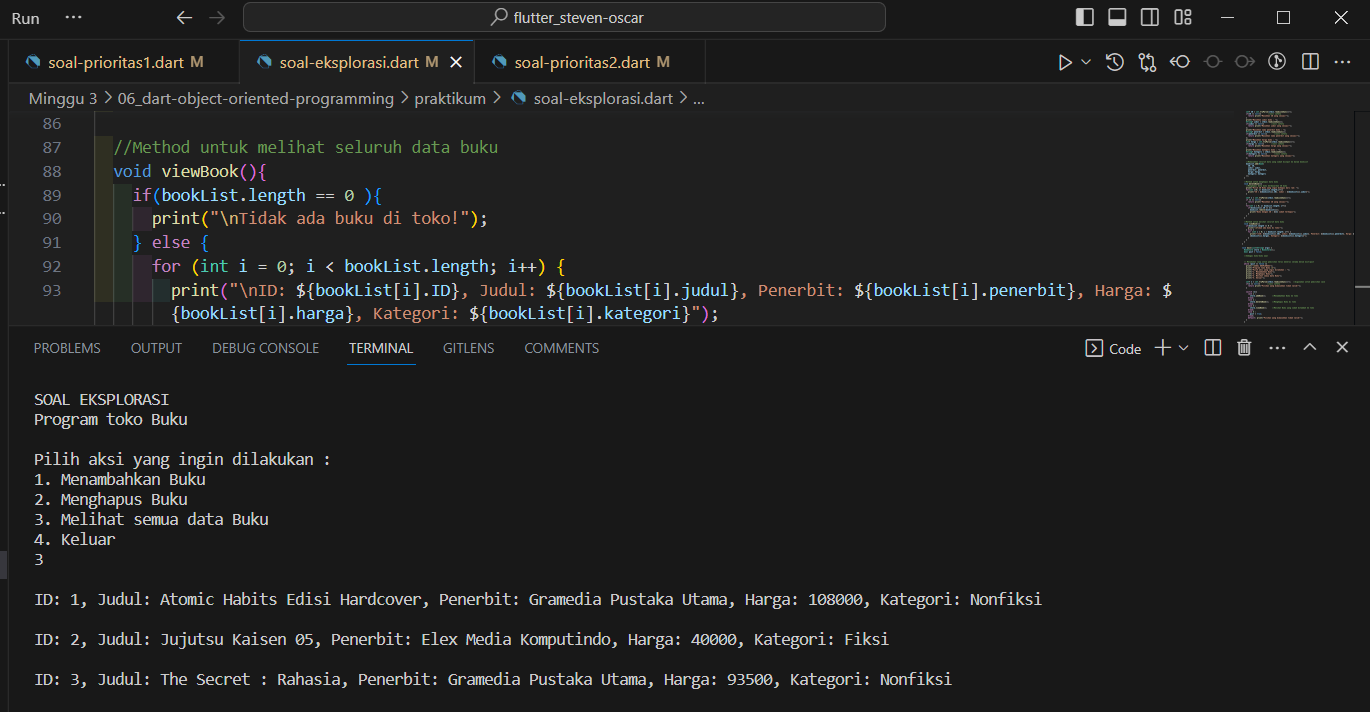 Run ...
flutter_steven-oscar
soal-prioritas1.dart M
soal-eksplorasi.dart M
soal-prioritas2.dart M
Minggu 3 > 06_dart-object-oriented-programming > praktikum > soal-eksplorasi.dart > ...
86
87 //Method untuk melihat seluruh data buku
88 void viewBook(){
89 if(bookList.length == 0 ){
90 print("\nTidak ada buku di toko!");
91 } else {
92 for (int i = 0; i < bookList.length; i++) {
93 print("\nID: ${bookList[i].ID}, Judul: ${bookList[i].judul}, Penerbit: ${bookList[i].penerbit}, Harga: $
{bookList[i].harga}, Kategori: ${bookList[i].kategori}");
PROBLEMS OUTPUT DEBUG CONSOLE TERMINAL GITLENS COMMENTS
Code
SOAL EKSPLORASI
Program toko Buku
Pilih aksi yang ingin dilakukan :
1. Menambahkan Buku
2. Menghapus Buku
3. Melihat semua data Buku
4. Keluar
3
ID: 1, Judul: Atomic Habits Edisi Hardcover, Penerbit: Gramedia Pustaka Utama, Harga: 108000, Kategori: Nonfiksi
ID: 2, Judul: Jujutsu Kaisen 05, Penerbit: Elex Media Komputindo, Harga: 40000, Kategori: Fiksi
ID: 3, Judul: The Secret : Rahasia, Penerbit: Gramedia Pustaka Utama, Harga: 93500, Kategori: Nonfiksi